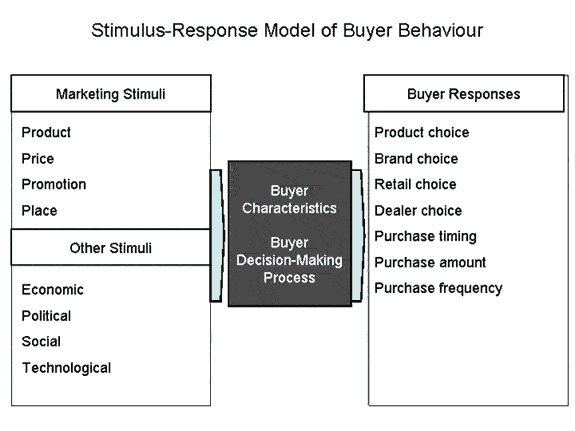 Stimulus-Response Model of Buyer Behaviour
Marketing Stimuli
Product
Price
Promotion
Place
Other Stimuli
Economic
Political
Social
Technological
Buyer
Characteristics
Buyer
Decision-Making
Process
Buyer Responses
Product choice
Brand choice
Retail choice
Dealer choice
Purchase timing
Purchase amount
Purchase frequency